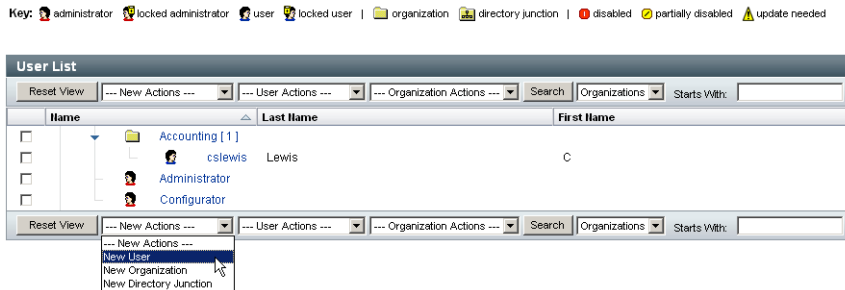 Key: administrator locked administrator user locked user | organization directory junction | disabled partially disabled update needed
User List
Reset View --- New Actions --- --- User Actions --- --- Organization Actions --- Search Organizations Starts With:
Name Last Name First Name
Accounting [ 1 ]
cslewis Lewis C
Administrator
Configurator
Reset View --- New Actions --- --- User Actions --- --- Organization Actions --- Search Organizations Starts With:
--- New Actions ---
New User
New Organization
New Directory Junction